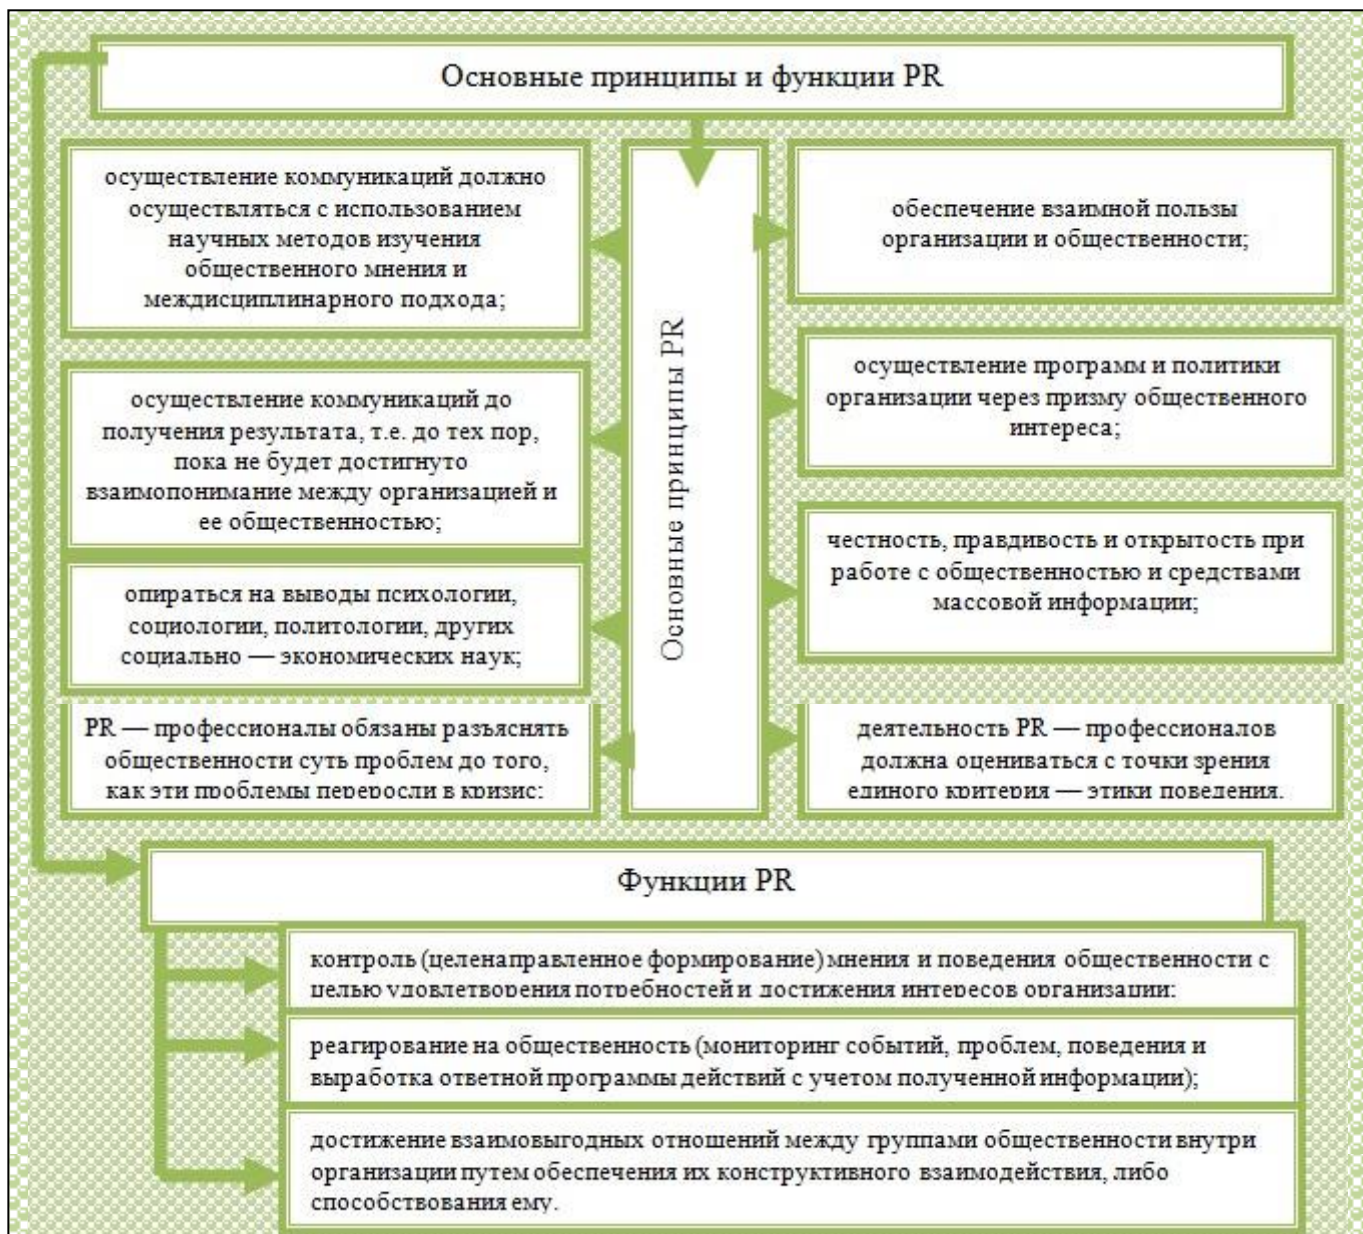 Основные принципы и функции PR
осуществление коммуникаций должно
осуществляться с использованием
научных методов изучения
общественного мнения и
междисциплинарного подхода;
осуществление коммуникаций до
получения результата, т.е. до тех пор,
пока не будет достигнуто
взаимопонимание между организацией и
ее общественностью;
опираться на выводы психологии,
социологии, политологии, других
социально — экономических наук;
PR — профессионалы обязаны разъяснять
общественности суть проблем до того,
как эти проблемы переросли в кризис;
Основные принципы PR
обеспечение взаимной пользы
организации и общественности;
осуществление программ и политики
организации через призму общественного
интереса;
честность, правдивость и открытость при
работе с общественностью и средствами
массовой информации;
деятельность PR — профессионалов
должна оцениваться с точки зрения
единого критерия — этики поведения.
Функции PR
контроль (целенаправленное формирование) мнения и поведения общественности с
целью удовлетворения потребностей и достижения интересов организации;
реагирование на общественность (мониторинг событий, проблем, поведения и
выработка ответной программы действий с учетом полученной информации);
достижение взаимовыгодных отношений между группами общественности внутри
организации путем обеспечения их конструктивного взаимодействия, либо
способствования ему.